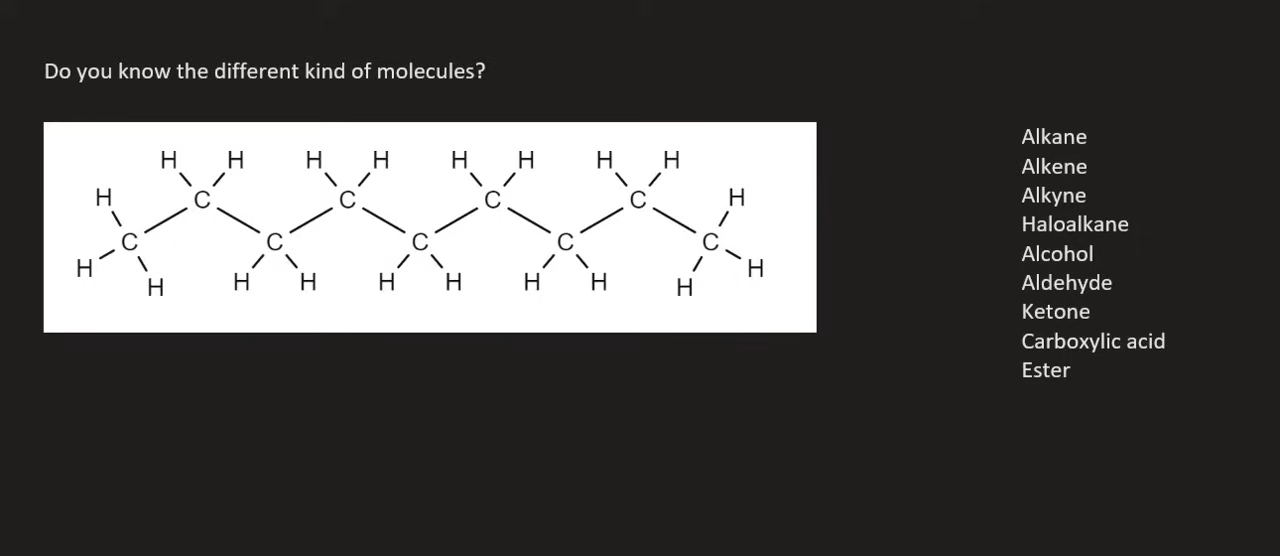 Do you know the different kind of molecules?
H H H H H H H H
H C C C C H
C C C C C
H H H H H H H H
H H
Alkane
Alkene
Alkyne
Haloalkane
Alcohol
Aldehyde
Ketone
Carboxylic acid
Ester